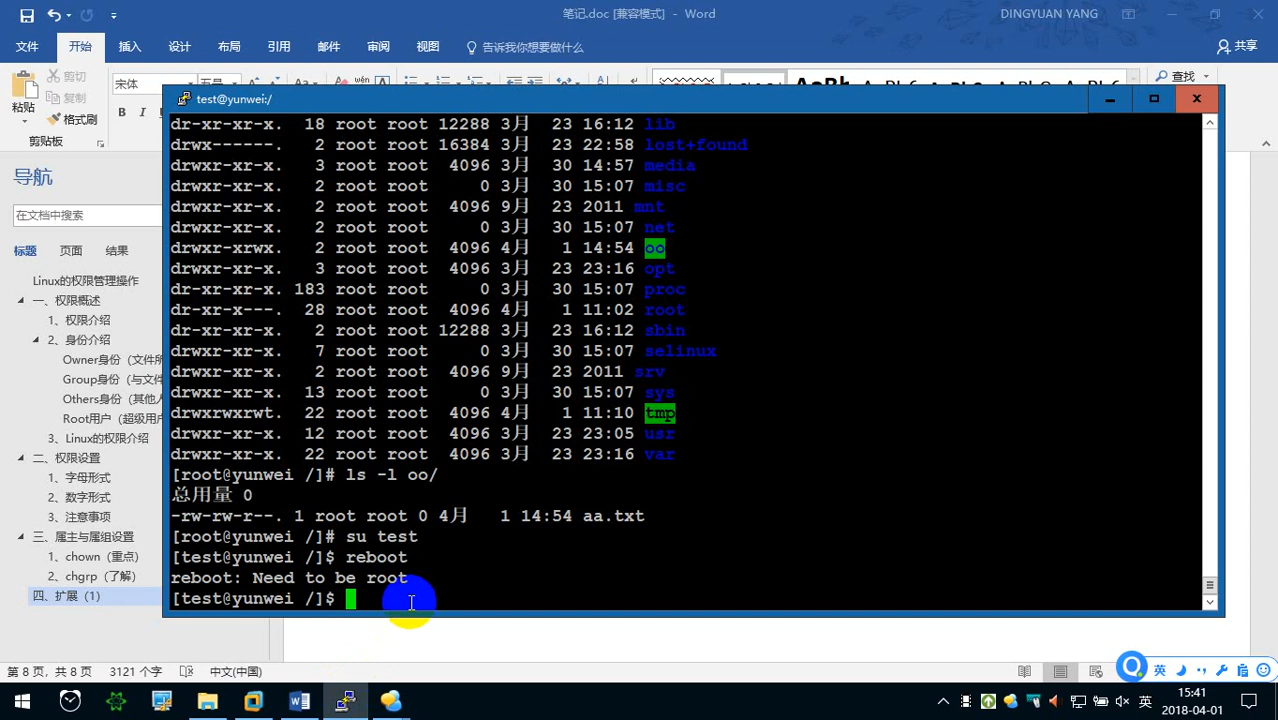 笔记.doc [兼容模式] - Word
DINGYUAN YANG
文件 开始 插入 设计 布局 引用 邮件 审阅 视图 告诉我你想要做什么 共享
粘贴
剪切
复制
格式刷
剪贴板
宋体
五号
B I
查找
导航
在文档中搜索
标题 页面 结果
Linux的权限管理操作
一、权限概述
1、权限介绍
2、身份介绍
Owner身份（文件所
Group身份（与文
Others身份（其他人
Root用户（超级用户
3、Linux的权限介绍
二、权限设置
1、字母形式
2、数字形式
3、注意事项
三、属主与属组设置
1、chown（重点）
2、chgrp（了解）
四、扩展（1）
test@yunwei:/
dr-xr-xr-x. 18 root root 12288 3月 23 16:12 lib
drwx------. 2 root root 16384 3月 23 22:58 lost+found
drwxr-xr-x. 3 root root 4096 3月 30 14:57 media
drwxr-xr-x. 2 root root 0 3月 30 15:07 misc
drwxr-xr-x. 2 root root 4096 9月 23 2011 mnt
drwxr-xr-x. 2 root root 0 3月 30 15:07 net
drwxr-xrwx. 2 root root 4096 4月 1 14:54 oo
drwxr-xr-x. 3 root root 4096 3月 23 23:16 opt
dr-xr-xr-x. 183 root root 0 3月 30 15:07 proc
dr-xr-x---. 28 root root 4096 4月 1 11:02 root
dr-xr-xr-x. 2 root root 12288 3月 23 16:12 sbin
drwxr-xr-x. 7 root root 0 3月 30 15:07 selinux
drwxr-xr-x. 2 root root 4096 9月 23 2011 srv
drwxr-xr-x. 13 root root 0 3月 30 15:07 sys
drwxrwxrwt. 22 root root 4096 4月 1 11:10 tmp
drwxr-xr-x. 12 root root 4096 3月 23 23:05 usr
drwxr-xr-x. 22 root root 4096 3月 23 23:16 var
[root@yunwei /]# ls -l oo/
总用量 0
-rw-rw-r--. 1 root root 0 4月 1 14:54 aa.txt
[root@yunwei /]# su test
[test@yunwei /]$ reboot
reboot: Need to be root
[test@yunwei /]$
第 8 页，共 8 页 3121 个字 中文(中国)
英
英
15:41
2018-04-01